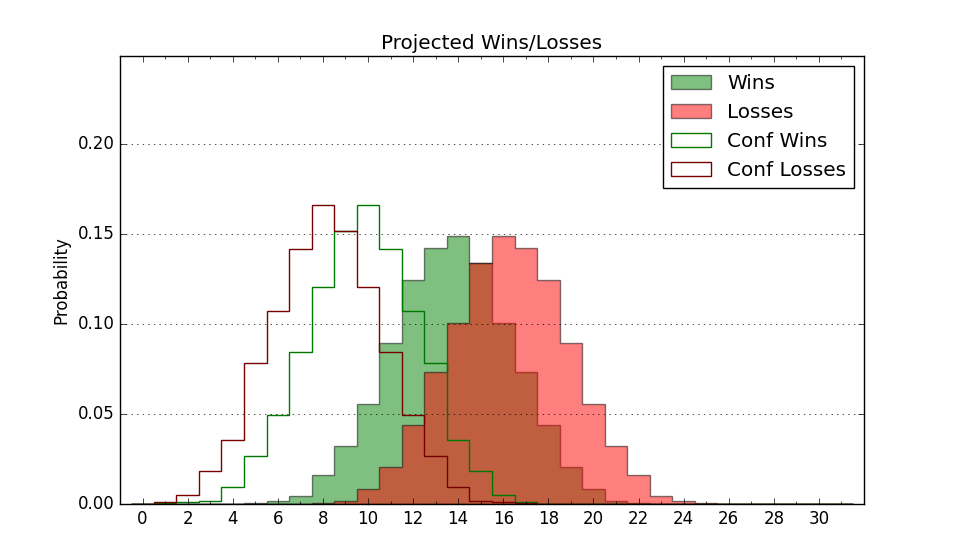 Projected Wins/Losses
Wins
Losses
Conf Wins
Conf Losses
Probability
0.20
0.15
0.10
0.05
0.00
0 2 4 6 8 10 12 14 16 18 20 22 24 26 28 30